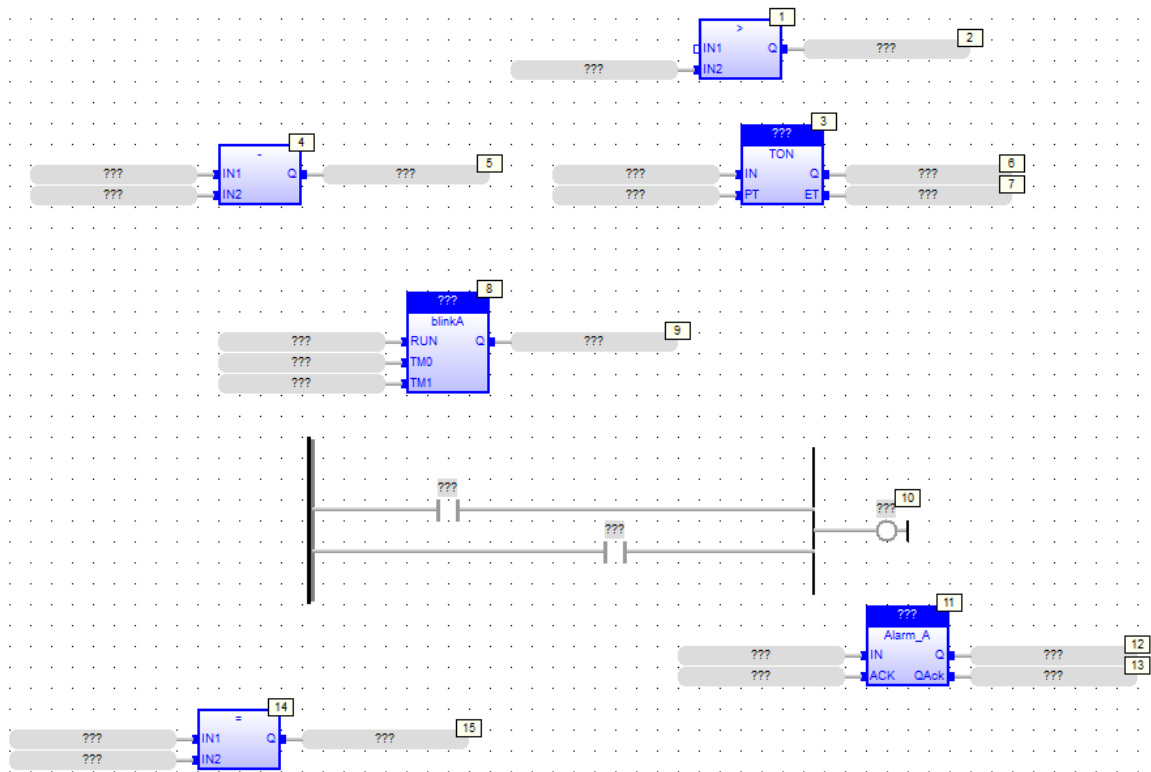 1
>
IN1 Q ??? 2
??? IN2
3
???
4
TON
-
??? IN1 Q ??? 5
??? IN2
??? IN Q ??? 6
??? PT ET ??? 7
8
???
blinkA
??? RUN Q ??? 9
??? TM0
??? TM1
???
??? 10
???
11
???
Alarm_A
??? IN Q ??? 12
??? ACK QAck ??? 13
14
=
??? IN1 Q ??? 15
??? IN2